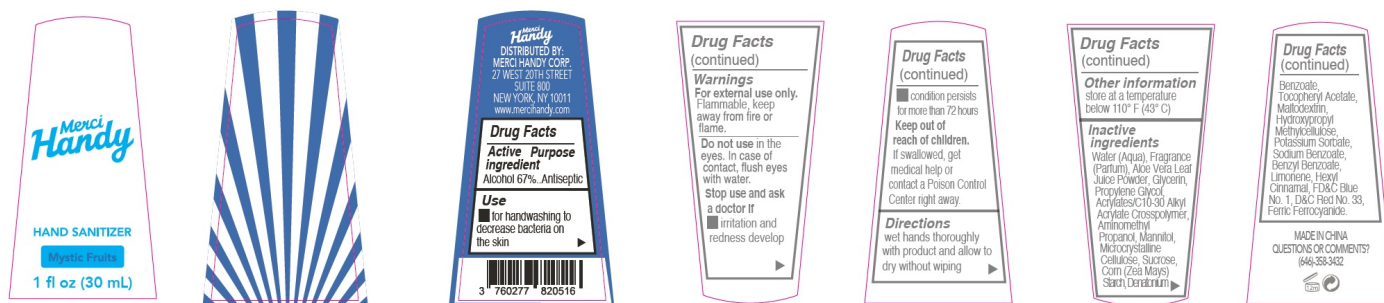 Merci
Handy
HAND SANITIZER
Mystic Fruits
1 fl oz (30 mL)
Merci
Handy
DISTRIBUTED BY:
MERCI HANDY CORP.
27 WEST 20TH STREET
SUITE 800
NEW YORK, NY 10011
www.mercihandy.com
Drug Facts
Active Purpose
ingredient
Alcohol 67%..Antiseptic
Use
■ for handwashing to
decrease bacteria on
the skin
3 760277 820516
Drug Facts
(continued)
Warnings
For external use only.
Flammable, keep
away from fire or
flame.
Do not use in the
eyes. In case of
contact, flush eyes
with water.
Stop use and ask
a doctor If
■ irritation and
redness develop
Drug Facts
(continued)
■ condition persists
for more than 72 hours
Keep out of
reach of children.
If swallowed, get
medical help or
contact a Poison Control
Center right away.
Directions
wet hands thoroughly
with product and allow to
dry without wiping
Drug Facts
(continued)
Other information
store at a temperature
below 110° F (43° C)
Inactive
ingredients
Water (Aqua), Fragrance
(Parfum), Aloe Vera Leaf
Juice Powder, Glycerin,
Propylene Glycol,
Acrylates/C10-30 Alkyl
Acrylate Crosspolymer,
Aminomethyl
Propanol, Mannitol,
Microcrystalline
Cellulose, Sucrose,
Corn (Zea Mays)
Starch, Denatonium
Drug Facts
(continued)
Benzoate,
Tocopheryl Acetate,
Maltodextrin,
Hydroxypropyl
Methylcellulose,
Potassium Sorbate,
Sodium Benzoate,
Benzyl Benzoate,
Limonene, Hexyl
Cinnamal, FD&C Blue
No. 1, D&C Red No. 33,
Ferric Ferrocyanide.
MADE IN CHINA
QUESTIONS OR COMMENTS?
(646)-358-3432